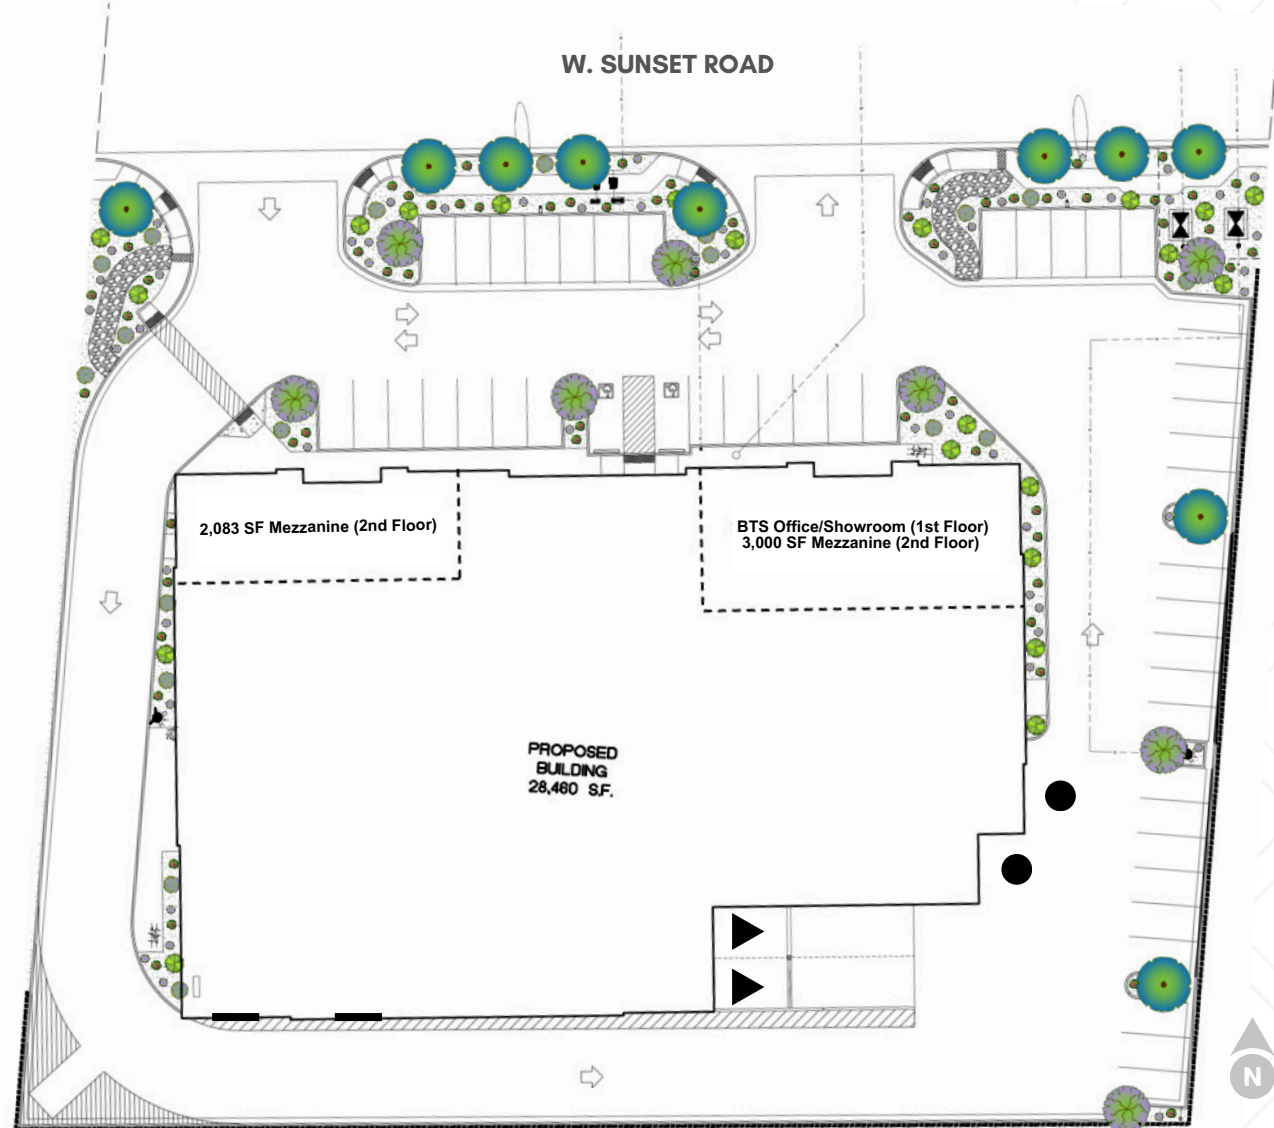 W. SUNSET ROAD
2,083 SF Mezzanine (2nd Floor)
BTS Office/Showroom (1st Floor)
3,000 SF Mezzanine (2nd Floor)
PROPOSED
BUILDING
28,460 S.F.
N